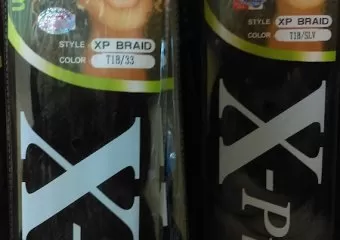 STYLE XP BRAID
COLOR T1B/33
X-
STYLE XP BRAID
COLOR T1B/SLV
X-P